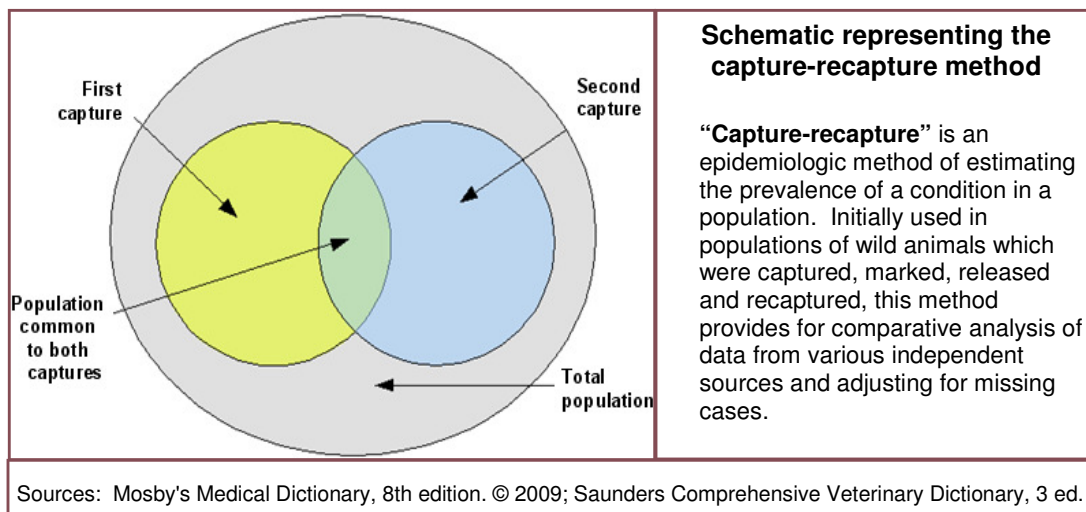 First
capture
Second
capture
Population
common
to both
captures
Total
population
Schematic representing the
capture-recapture method
“Capture-recapture” is an
epidemiologic method of estimating
the prevalence of a condition in a
population.  Initially used in
populations of wild animals which
were captured, marked, released
and recaptured, this method
provides for comparative analysis of
data from various independent
sources and adjusting for missing
cases.
Sources:  Mosby's Medical Dictionary, 8th edition. © 2009; Saunders Comprehensive Veterinary Dictionary, 3 ed.